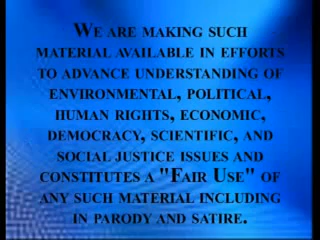 We are making such
material available in efforts
to advance understanding of
environmental, political,
human rights, economic,
democracy, scientific, and
social justice issues and
constitutes a "Fair Use" of
any such material including
in parody and satire.